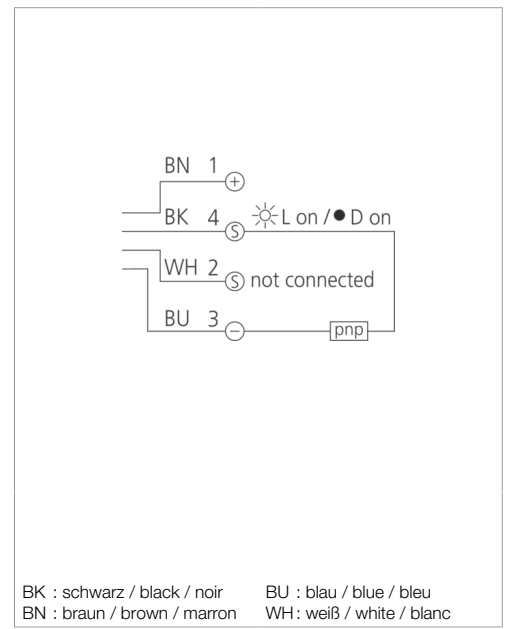 BN 1 +
BK 4 S L on / ● D on
WH 2 S not connected
BU 3 −
pnp
BK : schwarz / black / noir BU : blau / blue / bleu
BN : braun / brown / marron WH : weiß / white / blanc